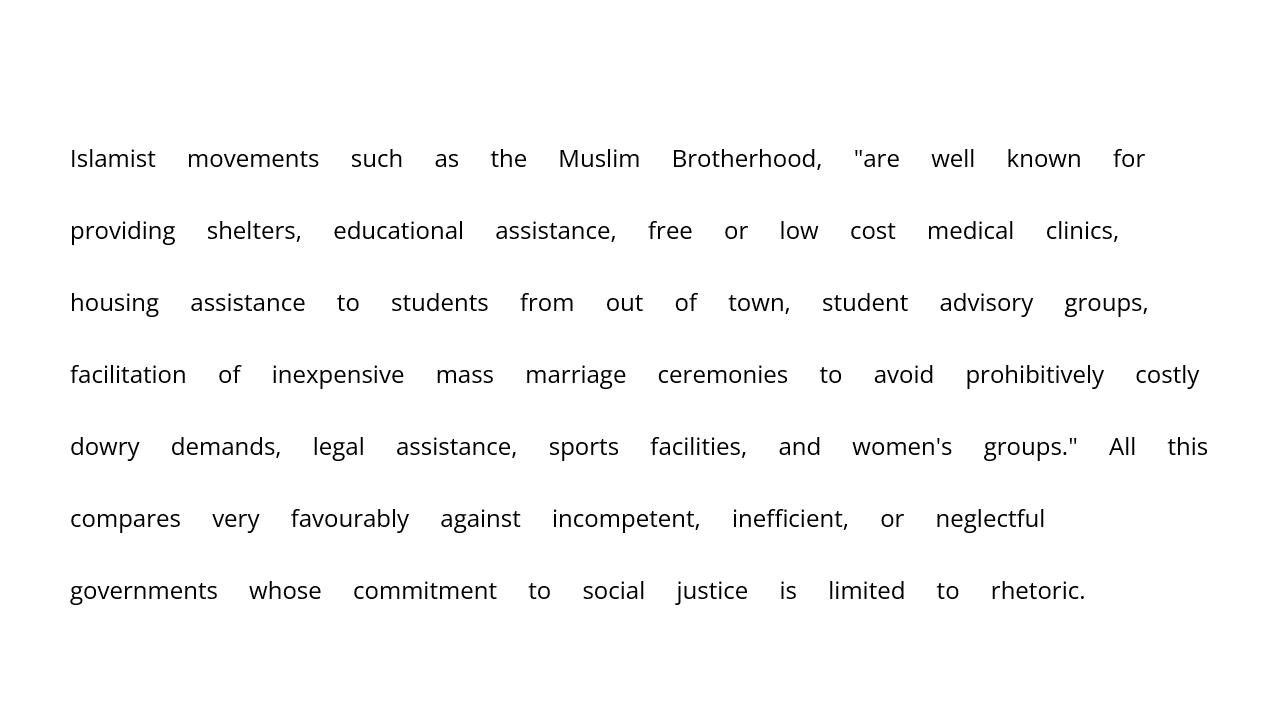 Islamist movements such as the Muslim Brotherhood, "are well known for
providing shelters, educational assistance, free or low cost medical clinics,
housing assistance to students from out of town, student advisory groups,
facilitation of inexpensive mass marriage ceremonies to avoid prohibitively costly
dowry demands, legal assistance, sports facilities, and women's groups." All this
compares very favourably against incompetent, inefficient, or neglectful
governments whose commitment to social justice is limited to rhetoric.